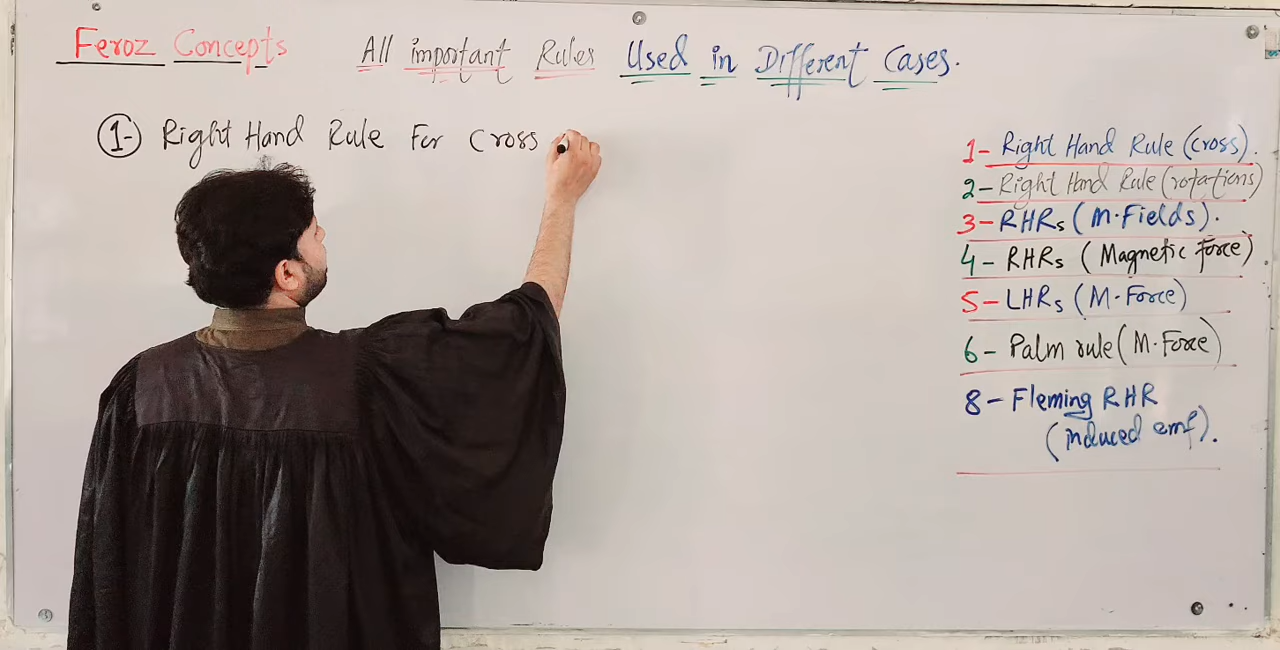 Feroz Concepts All important Rules Used in Different Cases.
1- Right Hand Rule For Cross
1- Right Hand Rule (cross).
2- Right Hand Rule (rotations)
3- RHRs (M.Fields).
4- RHRs (Magnetic force)
5- LHRs (M.Force)
6- Palm rule (M.Force)
8- Fleming RHR
(induced emf).